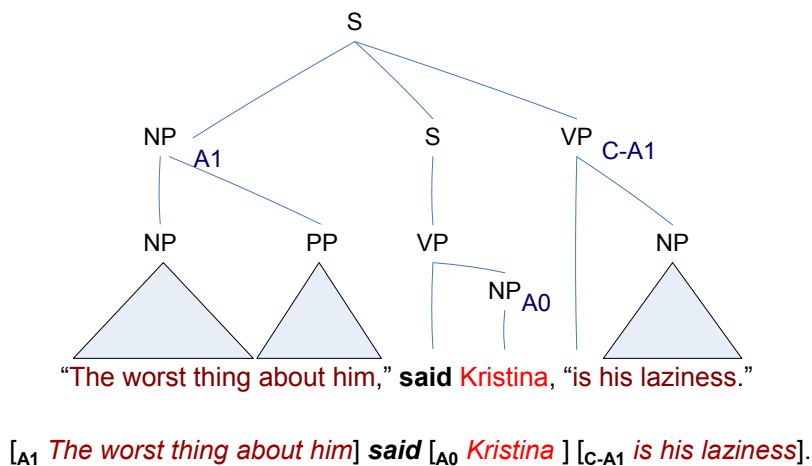 S
NP S VP
A1 C-A1
NP PP VP NP
NP A0
“The worst thing about him,” said Kristina, “is his laziness.”
[A1 The worst thing about him] said [A0 Kristina ] [C-A1 is his laziness].